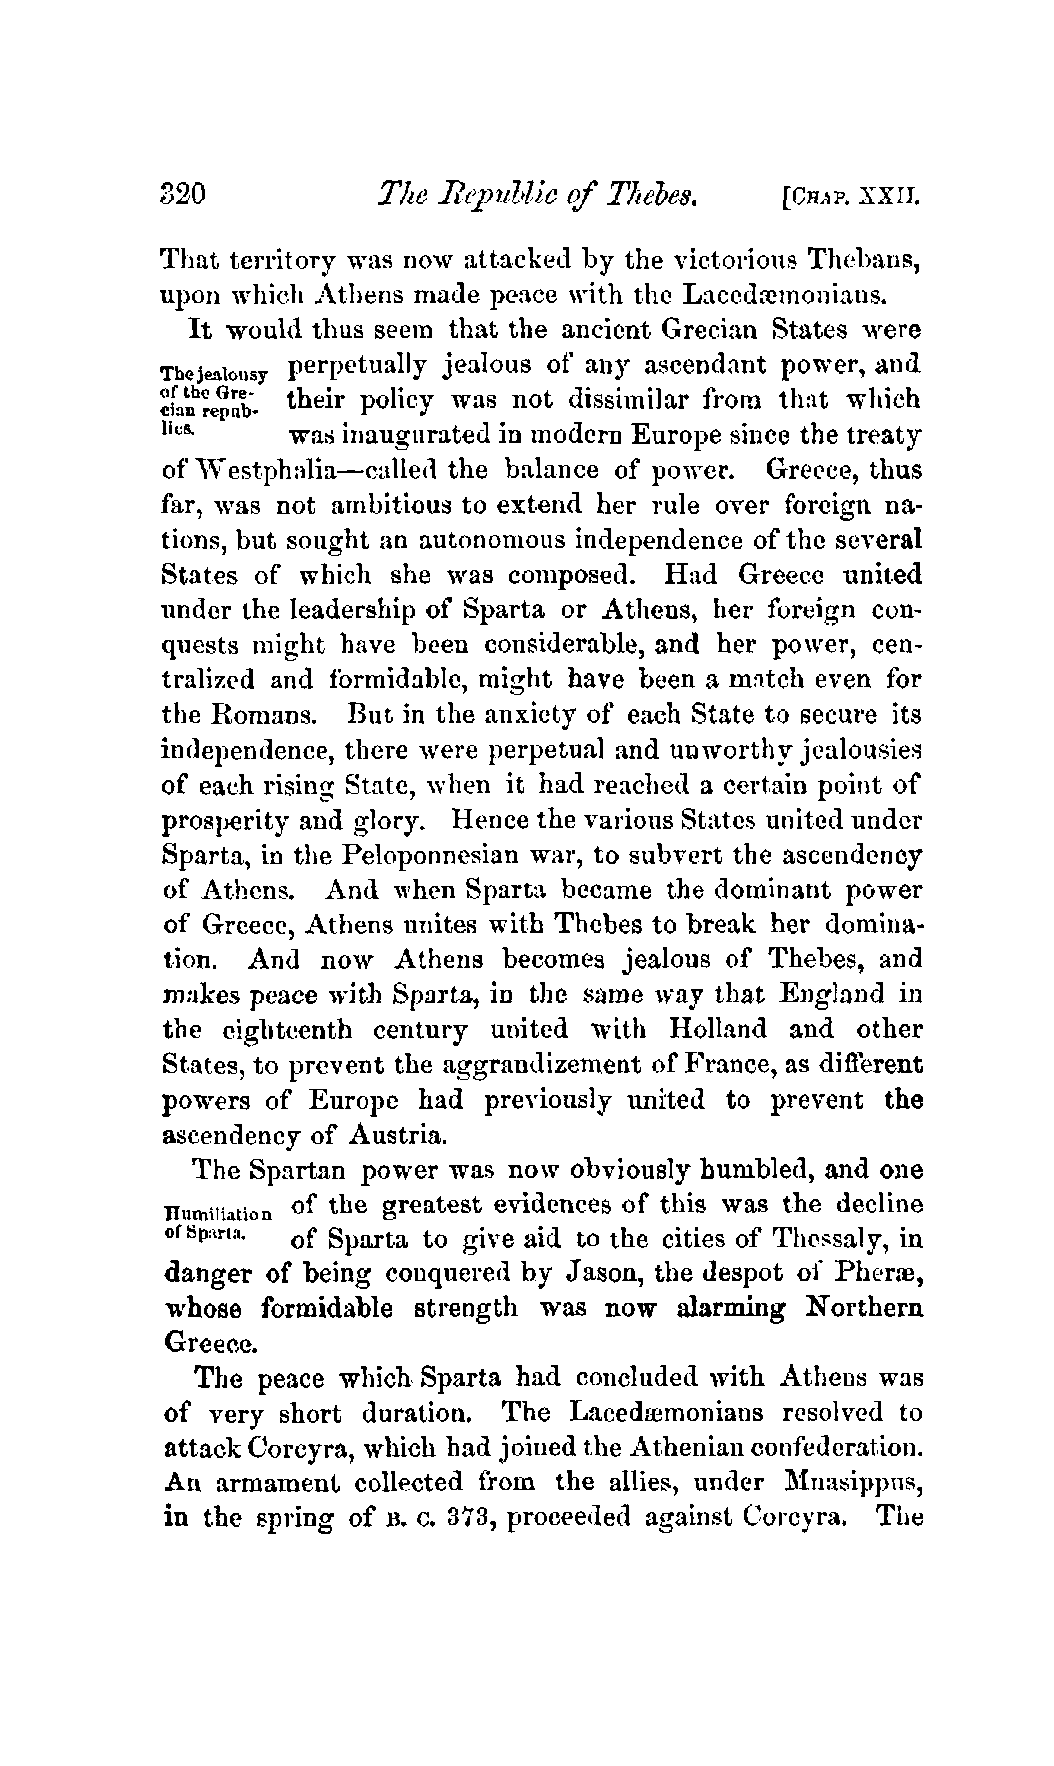 320 The Republic of Thebes. [CHAP. XXII.
That territory was now attacked by the victorious Thebans,
upon which Athens made peace with the Lacedæmonians.
It would thus seem that the ancient Grecian States were
The jealousy perpetually jealous of any ascendant power, and
of the Gre-
cian repub- their policy was not dissimilar from that which
lics. was inaugurated in modern Europe since the treaty
of Westphalia—called the balance of power. Greece, thus
far, was not ambitious to extend her rule over foreign na-
tions, but sought an autonomous independence of the several
States of which she was composed. Had Greece united
under the leadership of Sparta or Athens, her foreign con-
quests might have been considerable, and her power, cen-
tralized and formidable, might have been a match even for
the Romans. But in the anxiety of each State to secure its
independence, there were perpetual and unworthy jealousies
of each rising State, when it had reached a certain point of
prosperity and glory. Hence the various States united under
Sparta, in the Peloponnesian war, to subvert the ascendency
of Athens. And when Sparta became the dominant power
of Greece, Athens unites with Thebes to break her domina-
tion. And now Athens becomes jealous of Thebes, and
makes peace with Sparta, in the same way that England in
the eighteenth century united with Holland and other
States, to prevent the aggrandizement of France, as different
powers of Europe had previously united to prevent the
ascendency of Austria.
The Spartan power was now obviously humbled, and one
Humiliation of the greatest evidences of this was the decline
of Sparta. of Sparta to give aid to the cities of Thessaly, in
danger of being conquered by Jason, the despot of Pheræ,
whose formidable strength was now alarming Northern
Greece.
The peace which Sparta had concluded with Athens was
of very short duration. The Lacedæmonians resolved to
attack Corcyra, which had joined the Athenian confederation.
An armament collected from the allies, under Mnasippus,
in the spring of B. C. 373, proceeded against Corcyra. The